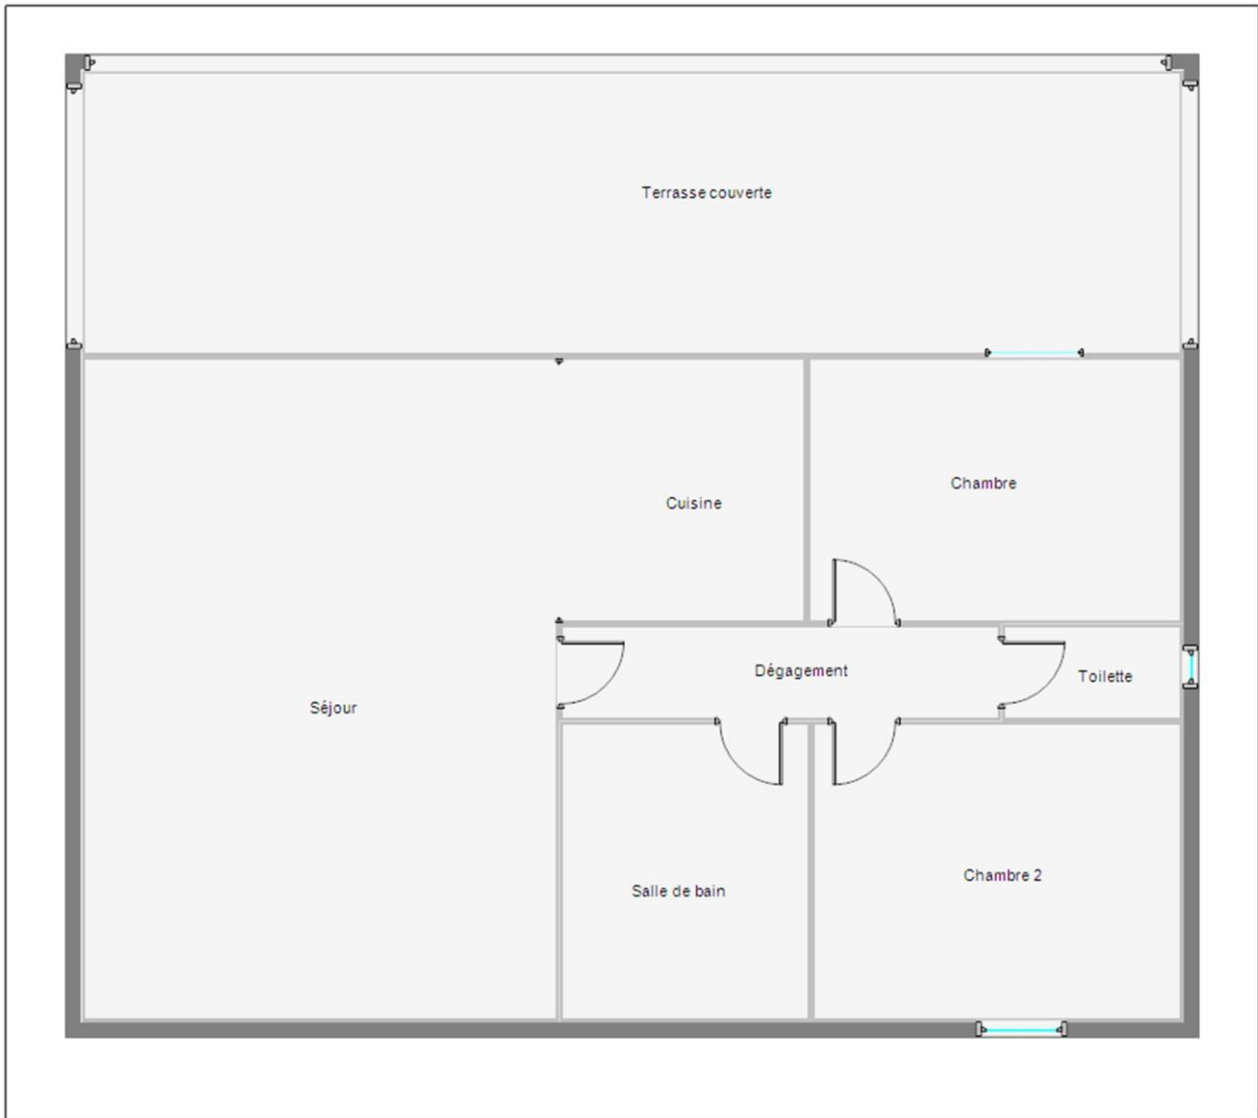 Terrasse couverte
Chambre
Cuisine
Dégagement
Toilette
Séjour
Chambre 2
Salle de bain